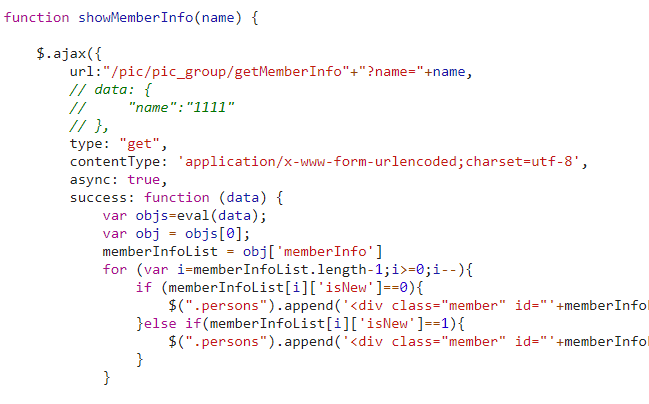 function showMemberInfo(name) {
$.ajax({
url:"/pic/pic_group/getMemberInfo"+"?name="+name,
// data: {
//     "name":"1111"
// },
type: "get",
contentType: 'application/x-www-form-urlencoded;charset=utf-8',
async: true,
success: function (data) {
var objs=eval(data);
var obj = objs[0];
memberInfoList = obj['memberInfo']
for (var i=memberInfoList.length-1;i>=0;i--){
if (memberInfoList[i]['isNew']==0){
$(".persons").append('<div class="member" id="'+memberInfo
}else if(memberInfoList[i]['isNew']==1){
$(".persons").append('<div class="member" id="'+memberInfo
}
}